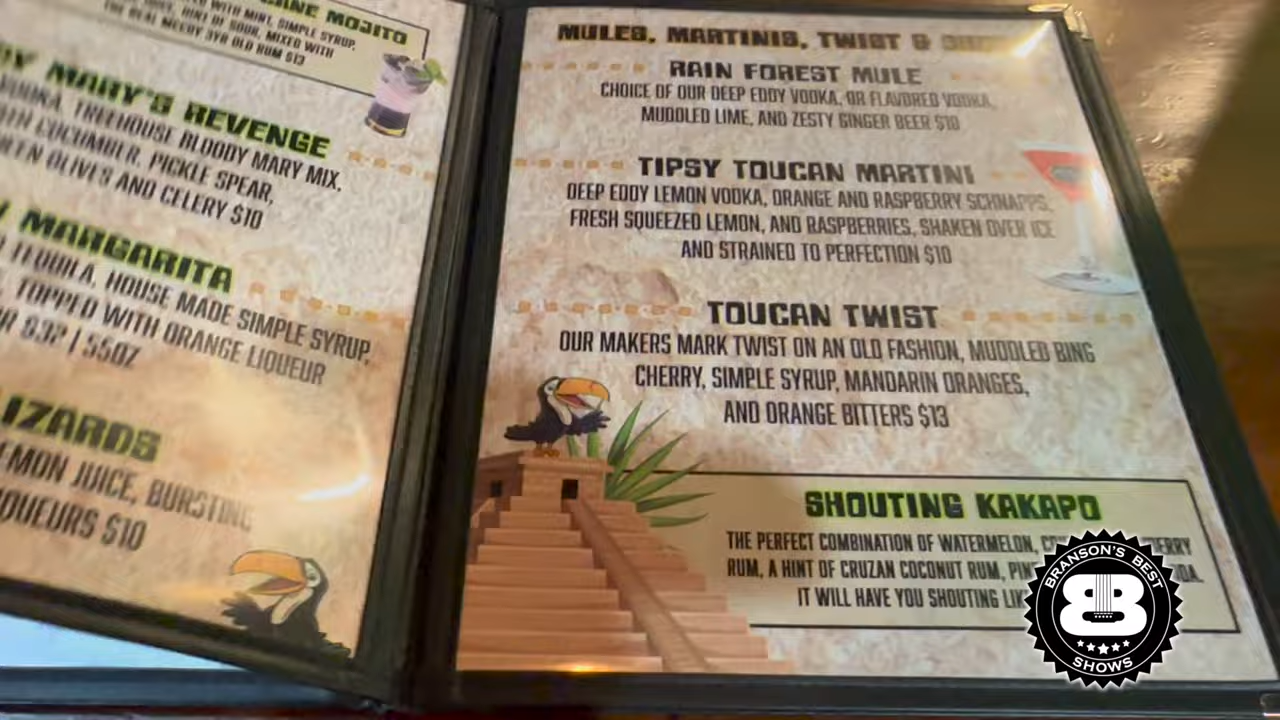 MOJITO
WITH MINT, SIMPLE SYRUP,
HINT OF SOUR, MIXED WITH
THE REAL MCCOY 3YR OLD RUM $13
MARY'S REVENGE
VODKA, TREEHOUSE BLOODY MARY MIX,
CUCUMBER, PICKLE SPEAR,
OLIVES AND CELERY $10
MARGARITA
TEQUILA, HOUSE MADE SIMPLE SYRUP,
TOPPED WITH ORANGE LIQUEUR
| 55OZ
JUICE, BURSTING
$10
MULES, MARTINIS, TWIST &
RAIN FOREST MULE
CHOICE OF OUR DEEP EDDY VODKA, OR FLAVORED VODKA,
MUDDLED LIME, AND ZESTY GINGER BEER $10
TIPSY TOUCAN MARTINI
DEEP EDDY LEMON VODKA, ORANGE AND RASPBERRY SCHNAPPS,
FRESH SQUEEZED LEMON, AND RASPBERRIES, SHAKEN OVER ICE
AND STRAINED TO PERFECTION $10
TOUCAN TWIST
OUR MAKERS MARK TWIST ON AN OLD FASHION, MUDDLED BING
CHERRY, SIMPLE SYRUP, MANDARIN ORANGES,
AND ORANGE BITTERS $13
SHOUTING KAKAPO
THE PERFECT COMBINATION OF WATERMELON,
RUM, A HINT OF CRUZAN COCONUT RUM,
IT WILL HAVE YOU SHOUTING
BRANSON'S BEST
BB
SHOWS